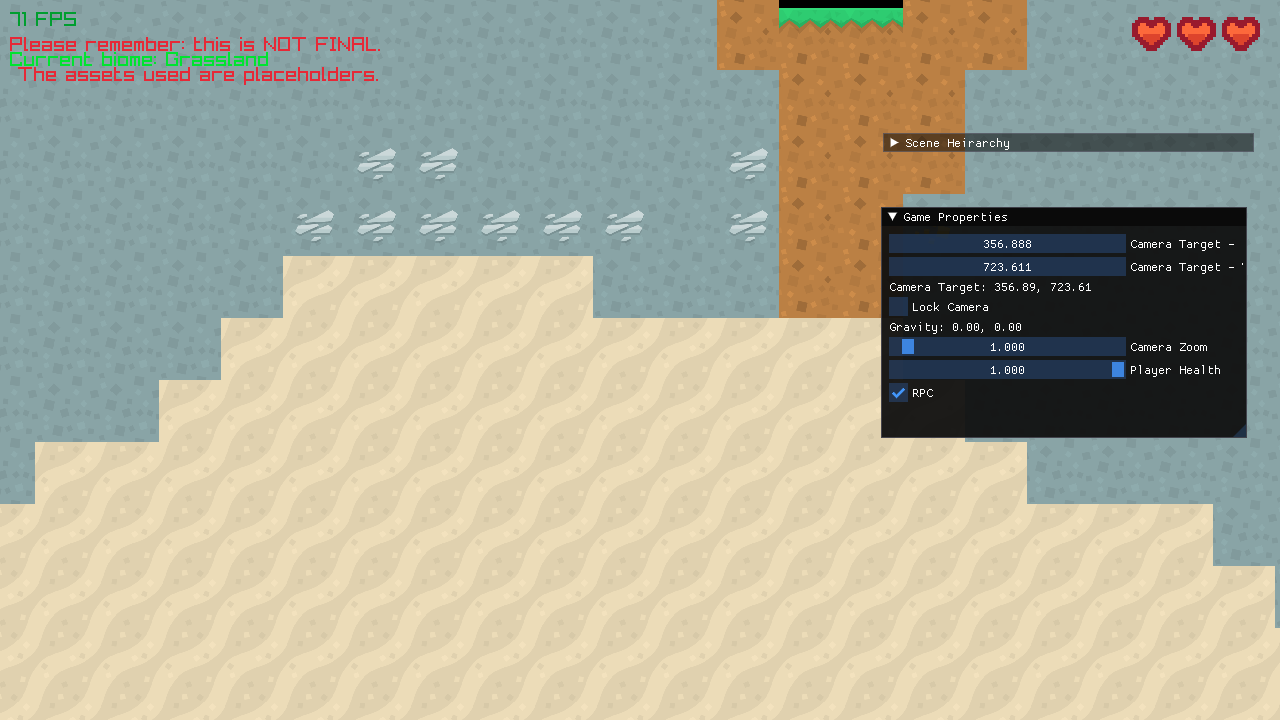 71 FPS
Please remember: this is NOT FINAL.
Current biome: Grassland
The assets used are placeholders.
Scene Heirarchy
Game Properties
356.888 Camera Target -
723.611 Camera Target -
Camera Target: 356.89, 723.61
Lock Camera
Gravity: 0.00, 0.00
1.000 Camera Zoom
1.000 Player Health
RPC